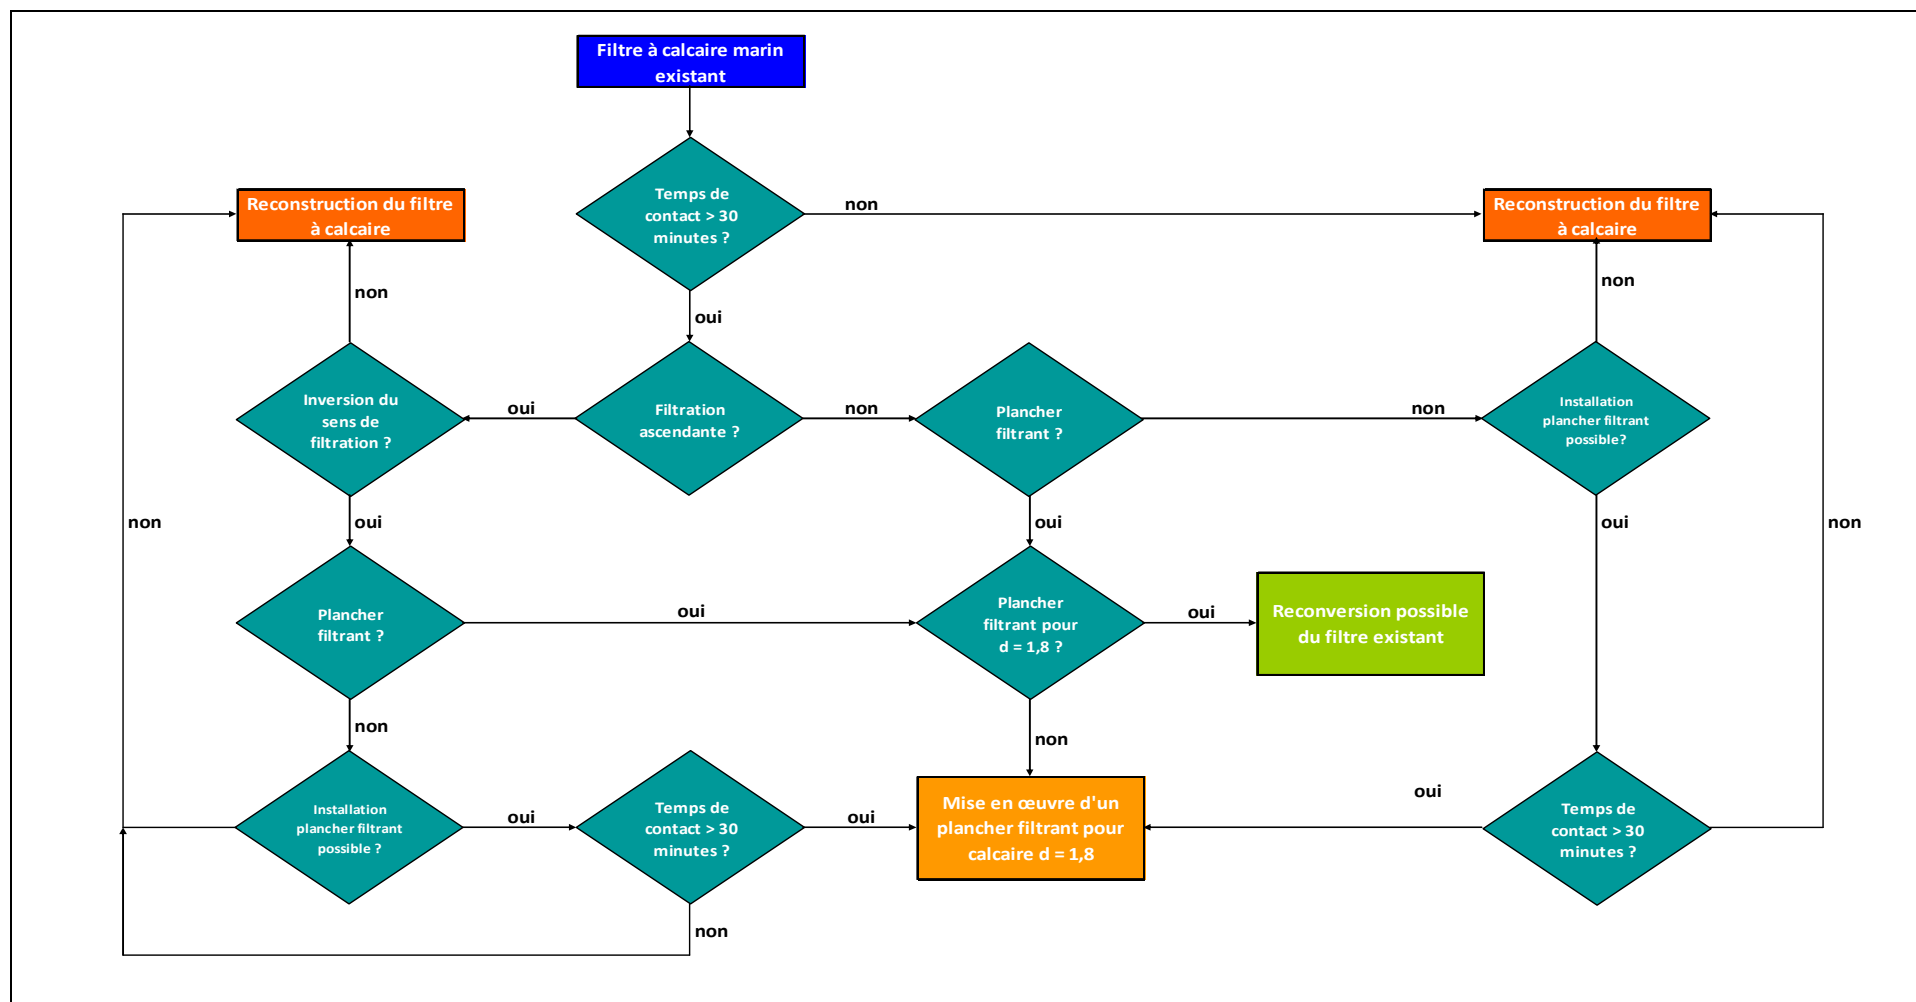 Filtre à calcaire marin
existant
Temps de
contact > 30
minutes ?
non
Reconstruction du filtre
à calcaire
Reconstruction du filtre
à calcaire
non
oui
non
Inversion du
sens de
filtration ?
oui
Filtration
ascendante ?
non
Plancher
filtrant ?
non
Installation
plancher filtrant
possible?
non
oui
oui
oui
non
Plancher
filtrant ?
oui
Plancher
filtrant pour
d = 1,8 ?
oui
Reconversion possible
du filtre existant
non
non
Installation
plancher filtrant
possible ?
oui
Temps de
contact > 30
minutes ?
oui
Mise en œuvre d'un
plancher filtrant pour
calcaire d = 1,8
oui
Temps de
contact > 30
minutes ?
non